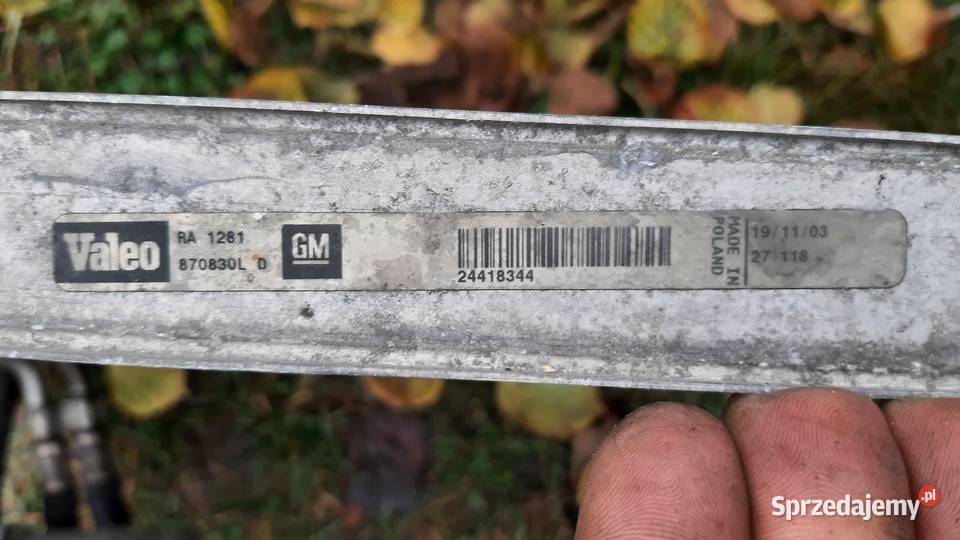 Valeo
RA 1281
870830L D
GM
24418344
MADE IN
POLAND
19/11/03
27 118
Sprzedajemy.pl